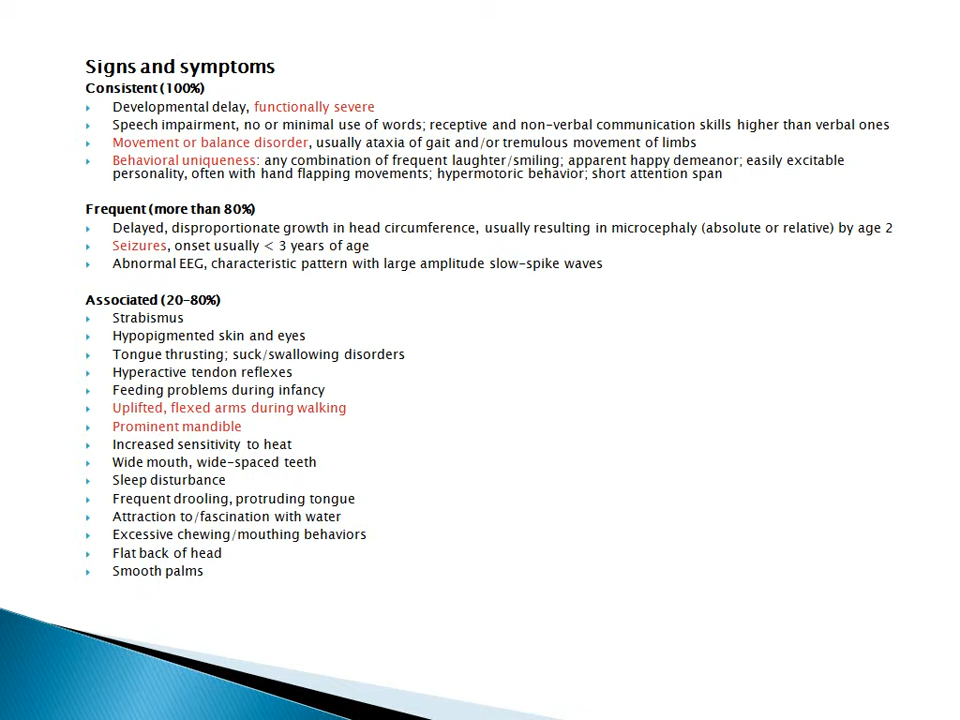 Signs and symptoms
Consistent (100%)
Developmental delay, functionally severe
Speech impairment, no or minimal use of words; receptive and non-verbal communication skills higher than verbal ones
Movement or balance disorder, usually ataxia of gait and/or tremulous movement of limbs
Behavioral uniqueness: any combination of frequent laughter/smiling; apparent happy demeanor; easily excitable
personality, often with hand flapping movements; hypermotoric behavior; short attention span
Frequent (more than 80%)
Delayed, disproportionate growth in head circumference, usually resulting in microcephaly (absolute or relative) by age 2
Seizures, onset usually < 3 years of age
Abnormal EEG, characteristic pattern with large amplitude slow-spike waves
Associated (20-80%)
Strabismus
Hypopigmented skin and eyes
Tongue thrusting; suck/swallowing disorders
Hyperactive tendon reflexes
Feeding problems during infancy
Uplifted, flexed arms during walking
Prominent mandible
Increased sensitivity to heat
Wide mouth, wide-spaced teeth
Sleep disturbance
Frequent drooling, protruding tongue
Attraction to/fascination with water
Excessive chewing/mouthing behaviors
Flat back of head
Smooth palms